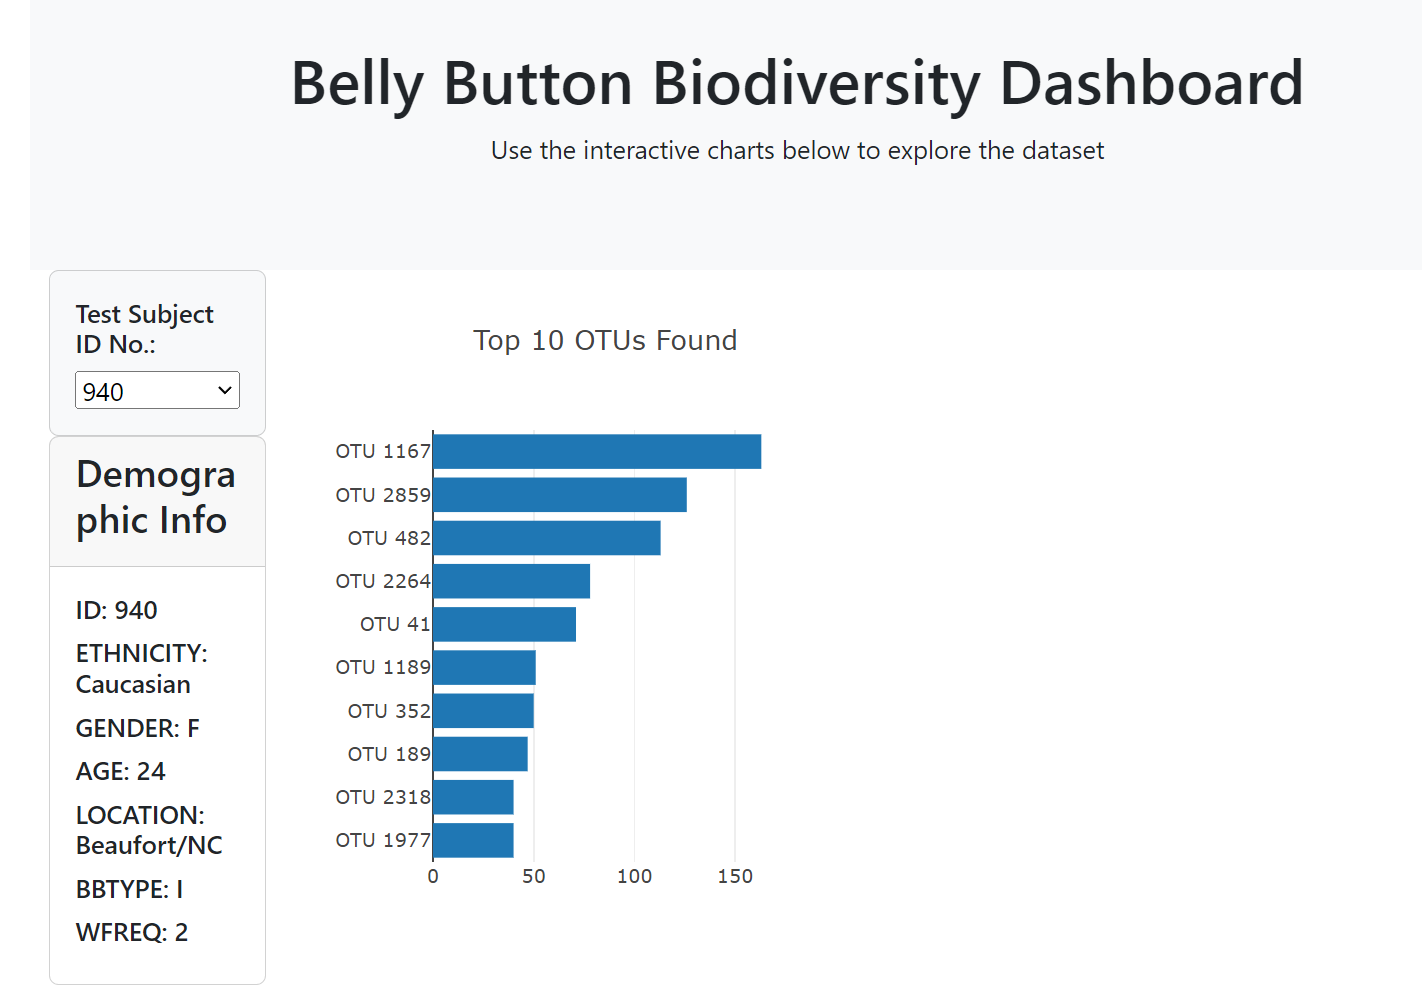 Belly Button Biodiversity Dashboard
Use the interactive charts below to explore the dataset
Test Subject
ID No.:
940
Demogra
phic Info
ID: 940
ETHNICITY:
Caucasian
GENDER: F
AGE: 24
LOCATION:
Beaufort/NC
BBTYPE: I
WFREQ: 2
Top 10 OTUs Found
OTU 1167
OTU 2859
OTU 482
OTU 2264
OTU 41
OTU 1189
OTU 352
OTU 189
OTU 2318
OTU 1977
0 50 100 150